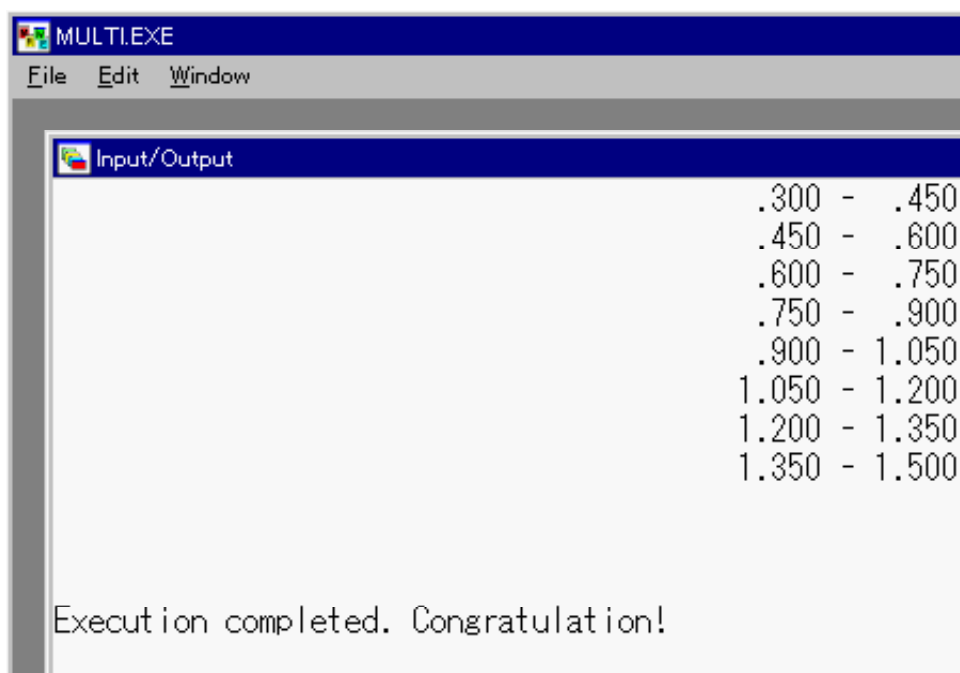 MULTI.EXE
File Edit Window
Input/Output
.300 - .450
.450 - .600
.600 - .750
.750 - .900
.900 - 1.050
1.050 - 1.200
1.200 - 1.350
1.350 - 1.500
Execution completed. Congratulation!